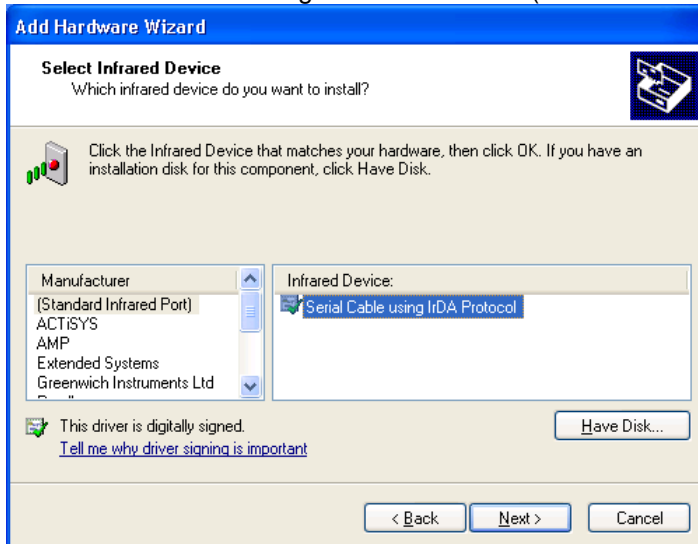 Add Hardware Wizard
Select Infrared Device
Which infrared device do you want to install?
Click the Infrared Device that matches your hardware, then click OK. If you have an
installation disk for this component, click Have Disk.
Manufacturer
(Standard Infrared Port)
ACTiSYS
AMP
Extended Systems
Greenwich Instruments Ltd
Infrared Device:
Serial Cable using IrDA Protocol
This driver is digitally signed.
Tell me why driver signing is important
Have Disk...
< Back
Next >
Cancel